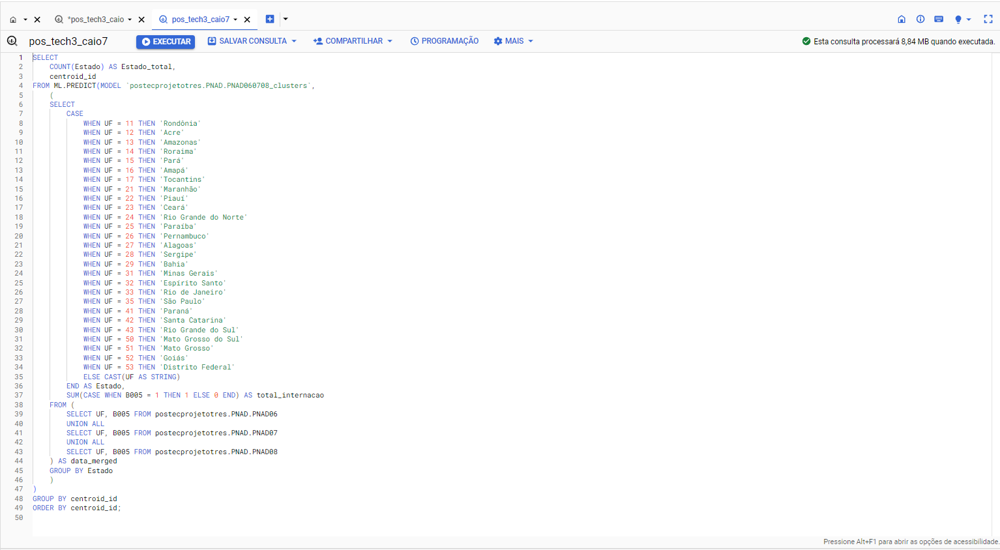 *pos_tech3_caio pos_tech3_caio7
pos_tech3_caio7 EXECUTAR SALVAR CONSULTA COMPARTILHAR PROGRAMAÇÃO MAIS Esta consulta processará 8,84 MB quando executada.
1 SELECT
2 COUNT(Estado) AS Estado_total,
3 centroid_id
4 FROM ML.PREDICT(MODEL `postecprojetotres.PNAD.PNAD060708_clusters`,
5 (
6 SELECT
7 CASE
8 WHEN UF = 11 THEN 'Rondônia'
9 WHEN UF = 12 THEN 'Acre'
10 WHEN UF = 13 THEN 'Amazonas'
11 WHEN UF = 14 THEN 'Roraima'
12 WHEN UF = 15 THEN 'Pará'
13 WHEN UF = 16 THEN 'Amapá'
14 WHEN UF = 17 THEN 'Tocantins'
15 WHEN UF = 21 THEN 'Maranhão'
16 WHEN UF = 22 THEN 'Piauí'
17 WHEN UF = 23 THEN 'Ceará'
18 WHEN UF = 24 THEN 'Rio Grande do Norte'
19 WHEN UF = 25 THEN 'Paraíba'
20 WHEN UF = 26 THEN 'Pernambuco'
21 WHEN UF = 27 THEN 'Alagoas'
22 WHEN UF = 28 THEN 'Sergipe'
23 WHEN UF = 29 THEN 'Bahia'
24 WHEN UF = 31 THEN 'Minas Gerais'
25 WHEN UF = 32 THEN 'Espírito Santo'
26 WHEN UF = 33 THEN 'Rio de Janeiro'
27 WHEN UF = 35 THEN 'São Paulo'
28 WHEN UF = 41 THEN 'Paraná'
29 WHEN UF = 42 THEN 'Santa Catarina'
30 WHEN UF = 43 THEN 'Rio Grande do Sul'
31 WHEN UF = 50 THEN 'Mato Grosso do Sul'
32 WHEN UF = 51 THEN 'Mato Grosso'
33 WHEN UF = 52 THEN 'Goiás'
34 WHEN UF = 53 THEN 'Distrito Federal'
35 ELSE CAST(UF AS STRING)
36 END AS Estado,
37 SUM(CASE WHEN B005 = 1 THEN 1 ELSE 0 END) AS total_internacao
38 FROM (
39 SELECT UF, B005 FROM postecprojetotres.PNAD.PNAD06
40 UNION ALL
41 SELECT UF, B005 FROM postecprojetotres.PNAD.PNAD07
42 UNION ALL
43 SELECT UF, B005 FROM postecprojetotres.PNAD.PNAD08
44 ) AS data_merged
45 GROUP BY Estado
46 )
47 )
48 GROUP BY centroid_id
49 ORDER BY centroid_id;
50
Pressione Alt+F1 para abrir as opções de acessibilidade.